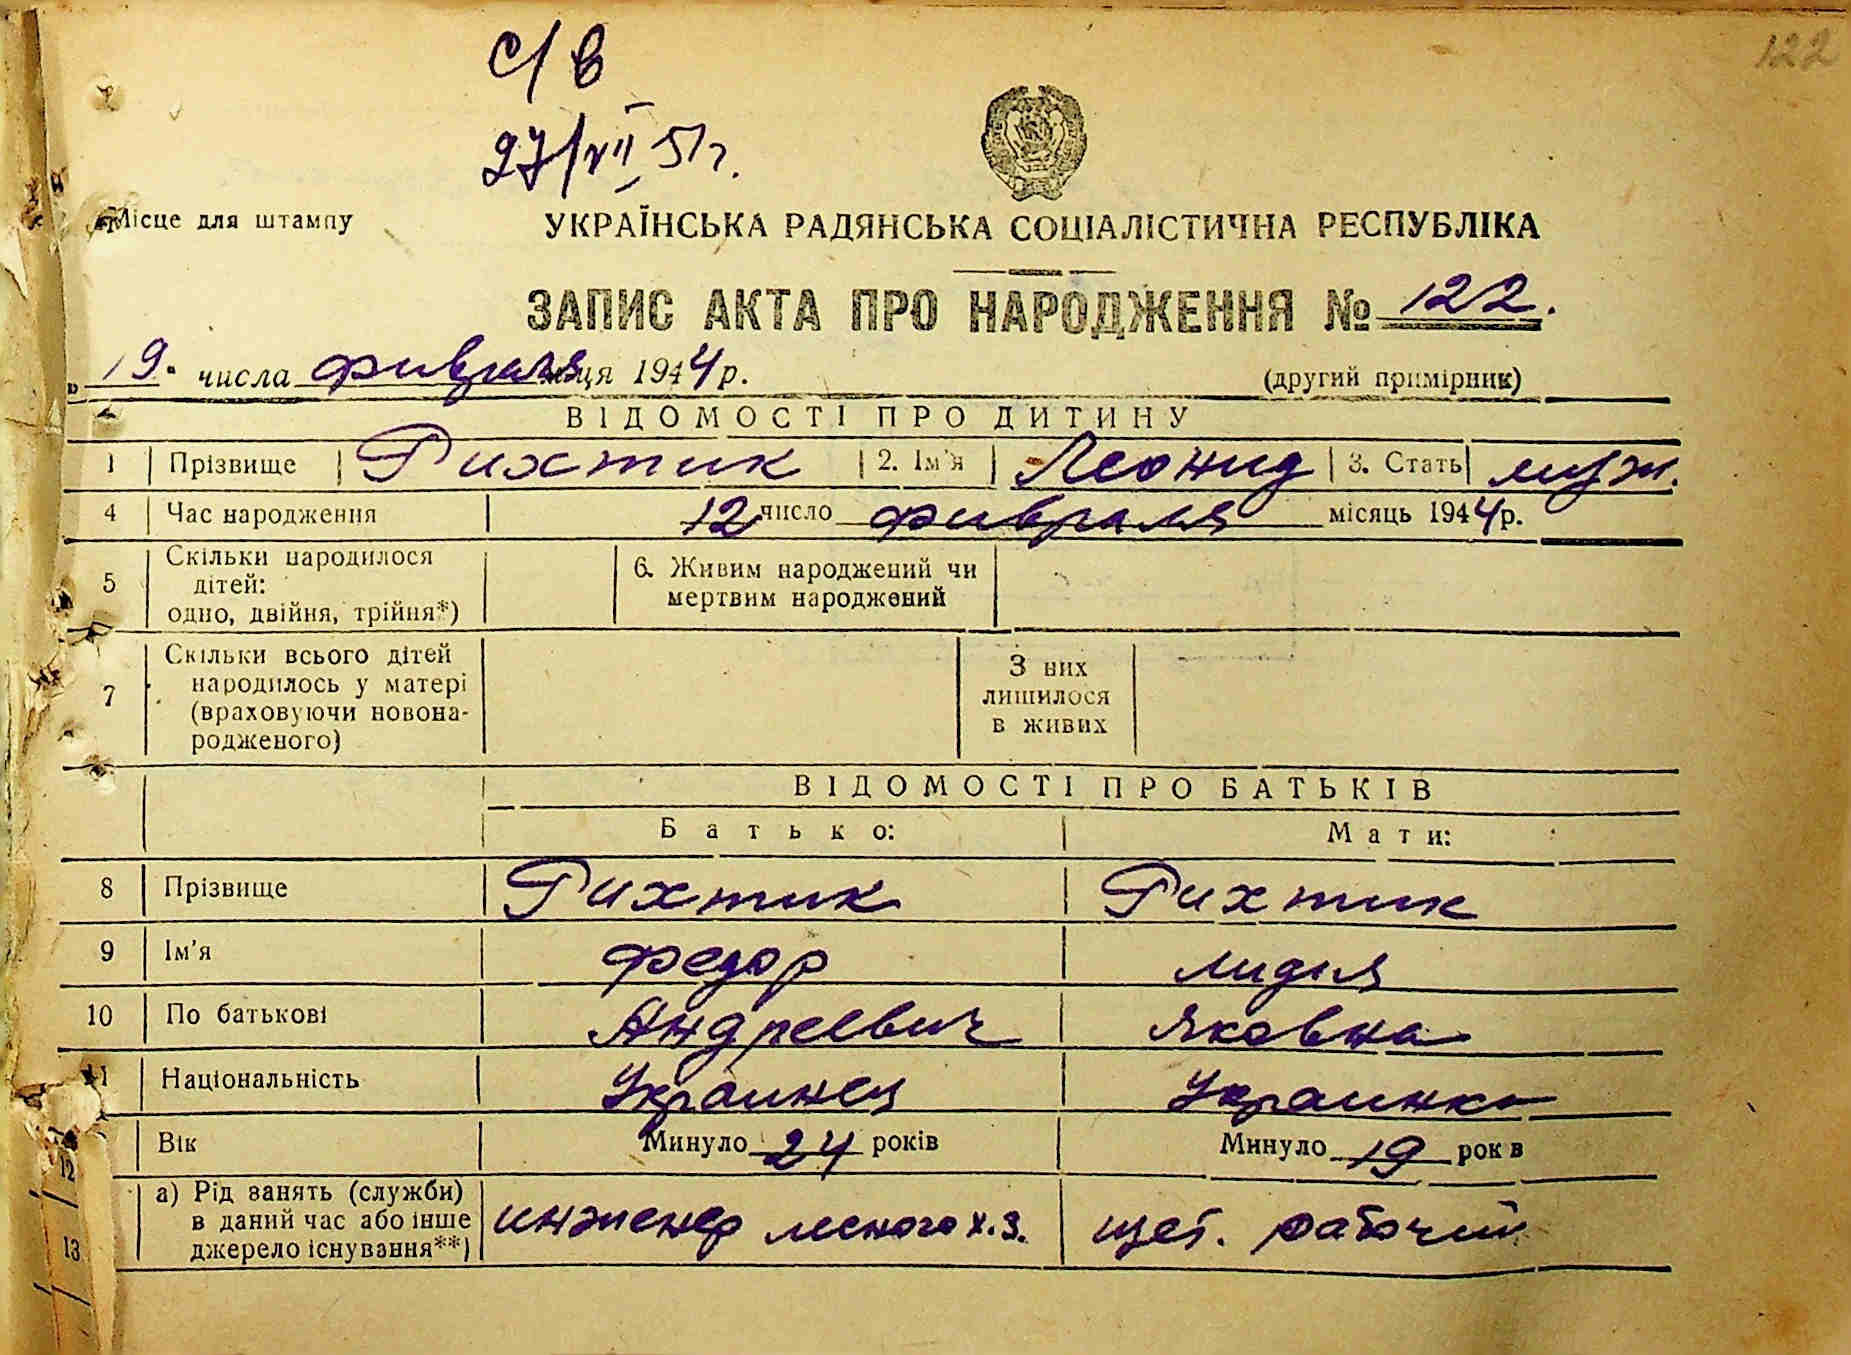 122
с/в
27/VII 51 г.
Місце для штампу
УКРАЇНСЬКА РАДЯНСЬКА СОЦІАЛІСТИЧНА РЕСПУБЛІКА
ЗАПИС АКТА ПРО НАРОДЖЕННЯ № 122.
„19“ числа февраля місяця 1944 р. (другий примірник)
ВІДОМОСТІ ПРО ДИТИНУ
1 Прізвище Рихтик 2. Ім'я Леонид 3. Стать муж.
4 Час народження 12 число февраля місяць 1944 р.
5 Скільки народилося дітей: одно, двійня, трійня*) 6. Живим народжений чи мертвим народжений
7 Скільки всього дітей народилось у матері (враховуючи новонародженого) З них лишилося в живих
ВІДОМОСТІ ПРО БАТЬКІВ
Батько: Мати:
8 Прізвище Рихтик Рихтик
9 Ім'я Федор Лидия
10 По батькові Андреевич Яковна
11 Національність Украинец Украинка
12 Вік Минуло 24 років Минуло 19 років
13 а) Рід занять (служби) в даний час або інше джерело існування**) инженер лесного х.з. щет. рабочий